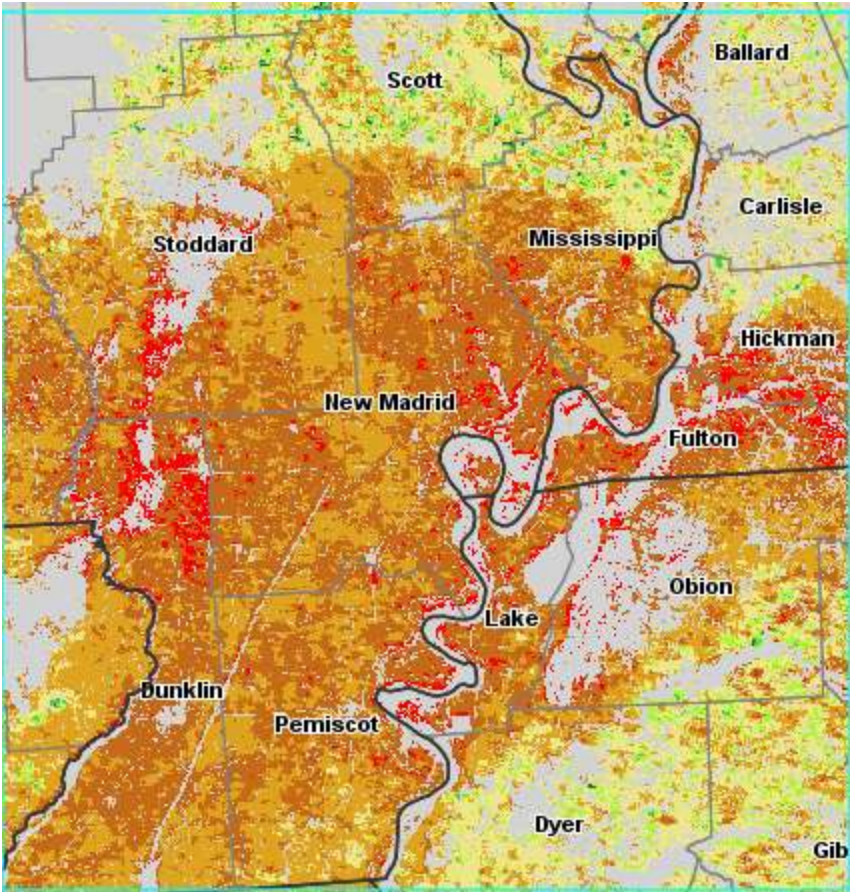 Ballard
Scott
Carlisle
Stoddard
Mississippi
Hickman
New Madrid
Fulton
Obion
Lake
Dunklin
Pemiscot
Dyer
Gib